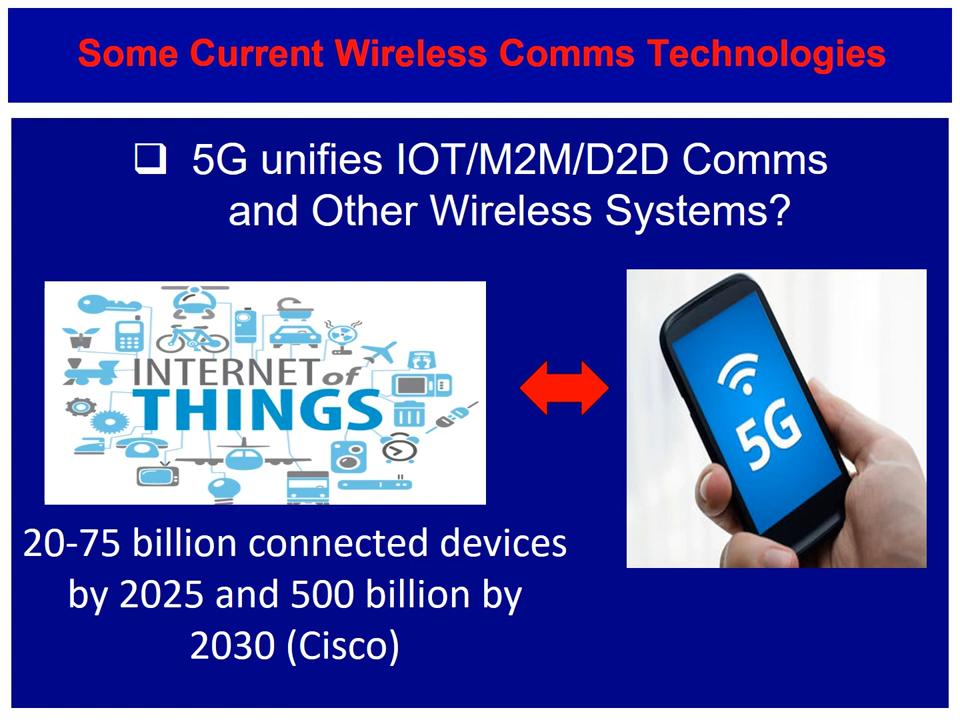 Some Current Wireless Comms Technologies
❑ 5G unifies IOT/M2M/D2D Comms
and Other Wireless Systems?
INTERNET of
THINGS
5G
20-75 billion connected devices
by 2025 and 500 billion by
2030 (Cisco)